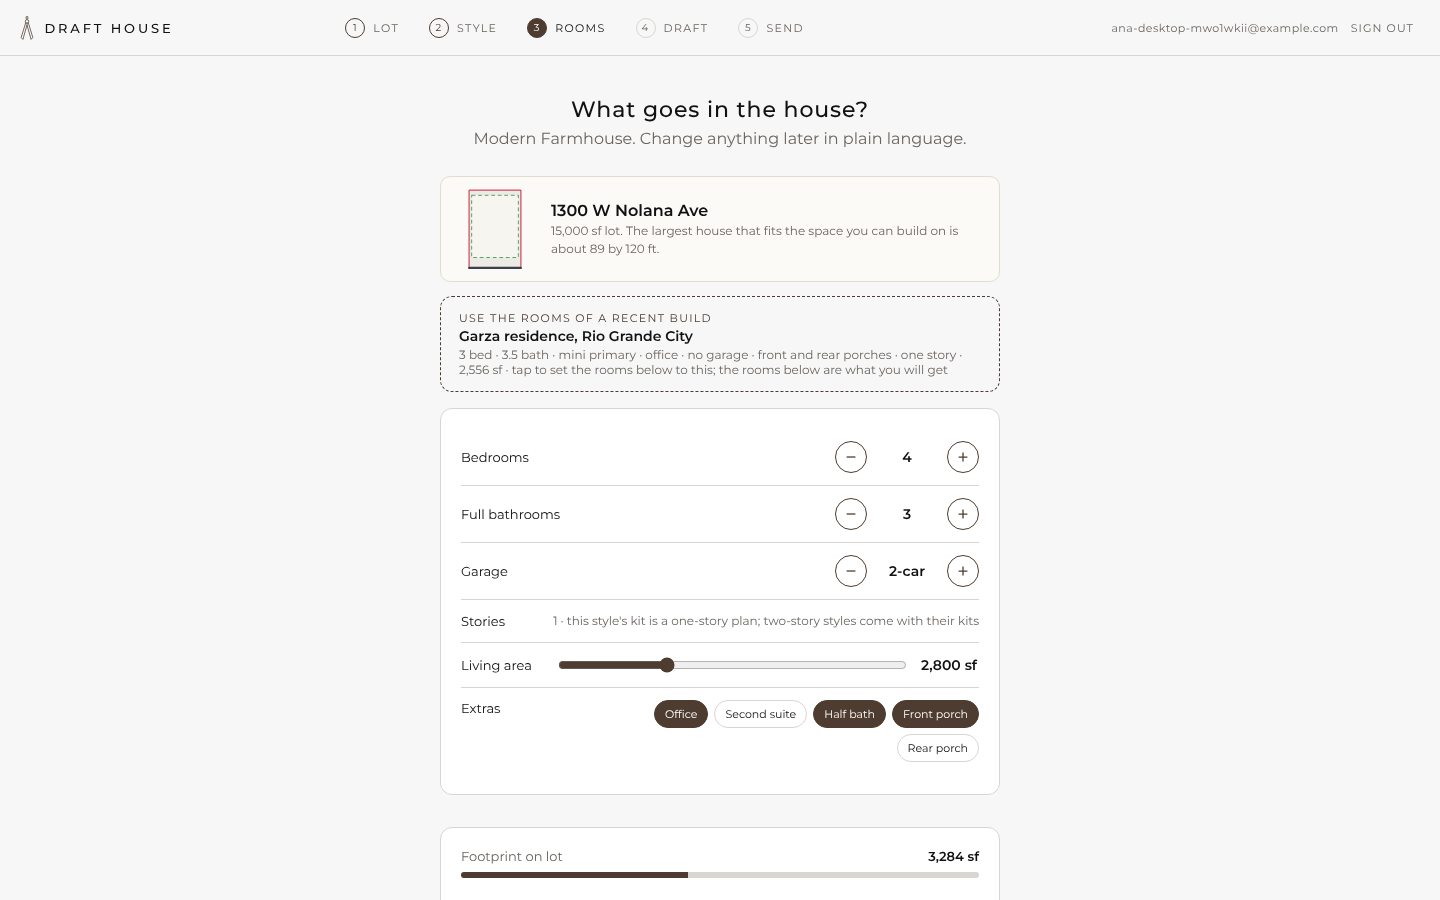 DRAFT HOUSE
1 LOT 2 STYLE 3 ROOMS 4 DRAFT 5 SEND
ana-desktop-mwo1wkii@example.com SIGN OUT
What goes in the house?
Modern Farmhouse. Change anything later in plain language.
1300 W Nolana Ave
15,000 sf lot. The largest house that fits the space you can build on is
about 89 by 120 ft.
USE THE ROOMS OF A RECENT BUILD
Garza residence, Rio Grande City
3 bed · 3.5 bath · mini primary · office · no garage · front and rear porches · one story ·
2,556 sf · tap to set the rooms below to this; the rooms below are what you will get
Bedrooms − 4 +
Full bathrooms − 3 +
Garage − 2-car +
Stories 1 · this style's kit is a one-story plan; two-story styles come with their kits
Living area 2,800 sf
Extras Office Second suite Half bath Front porch
Rear porch
Footprint on lot 3,284 sf